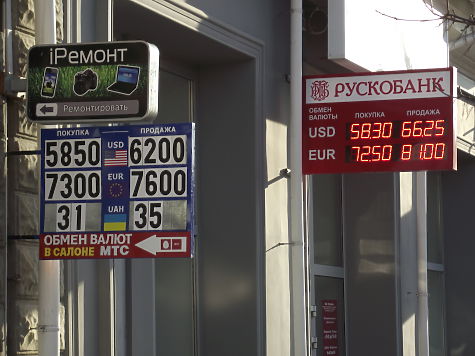 iРемонт
Ремонтировать
ПОКУПКА USD ПРОДАЖА
5850 6200
EUR
7300 7600
UAH
31 35
ОБМЕН ВАЛЮТ
В САЛОНЕ МТС
РУСКОБАНК
ОБМЕН ВАЛЮТЫ ПОКУПКА ПРОДАЖА
USD 58.30 66.25
EUR 72.50 81.00